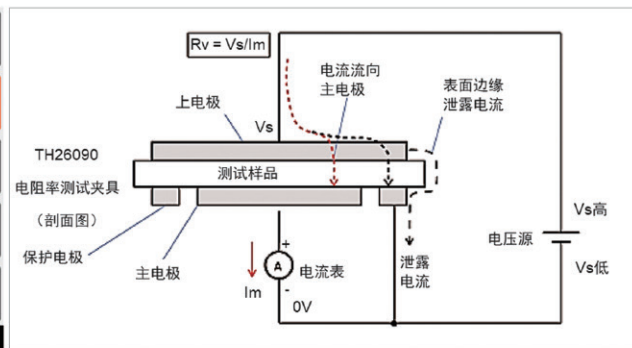 Rv = Vs/Im
电流流向
主电极
表面边缘
泄露电流
上电极
Vs
TH26090
电阻率测试夹具
（剖面图）
测试样品
保护电极
主电极
Im
+
A
-
电流表
0V
泄露
电流
电压源
Vs高
Vs低